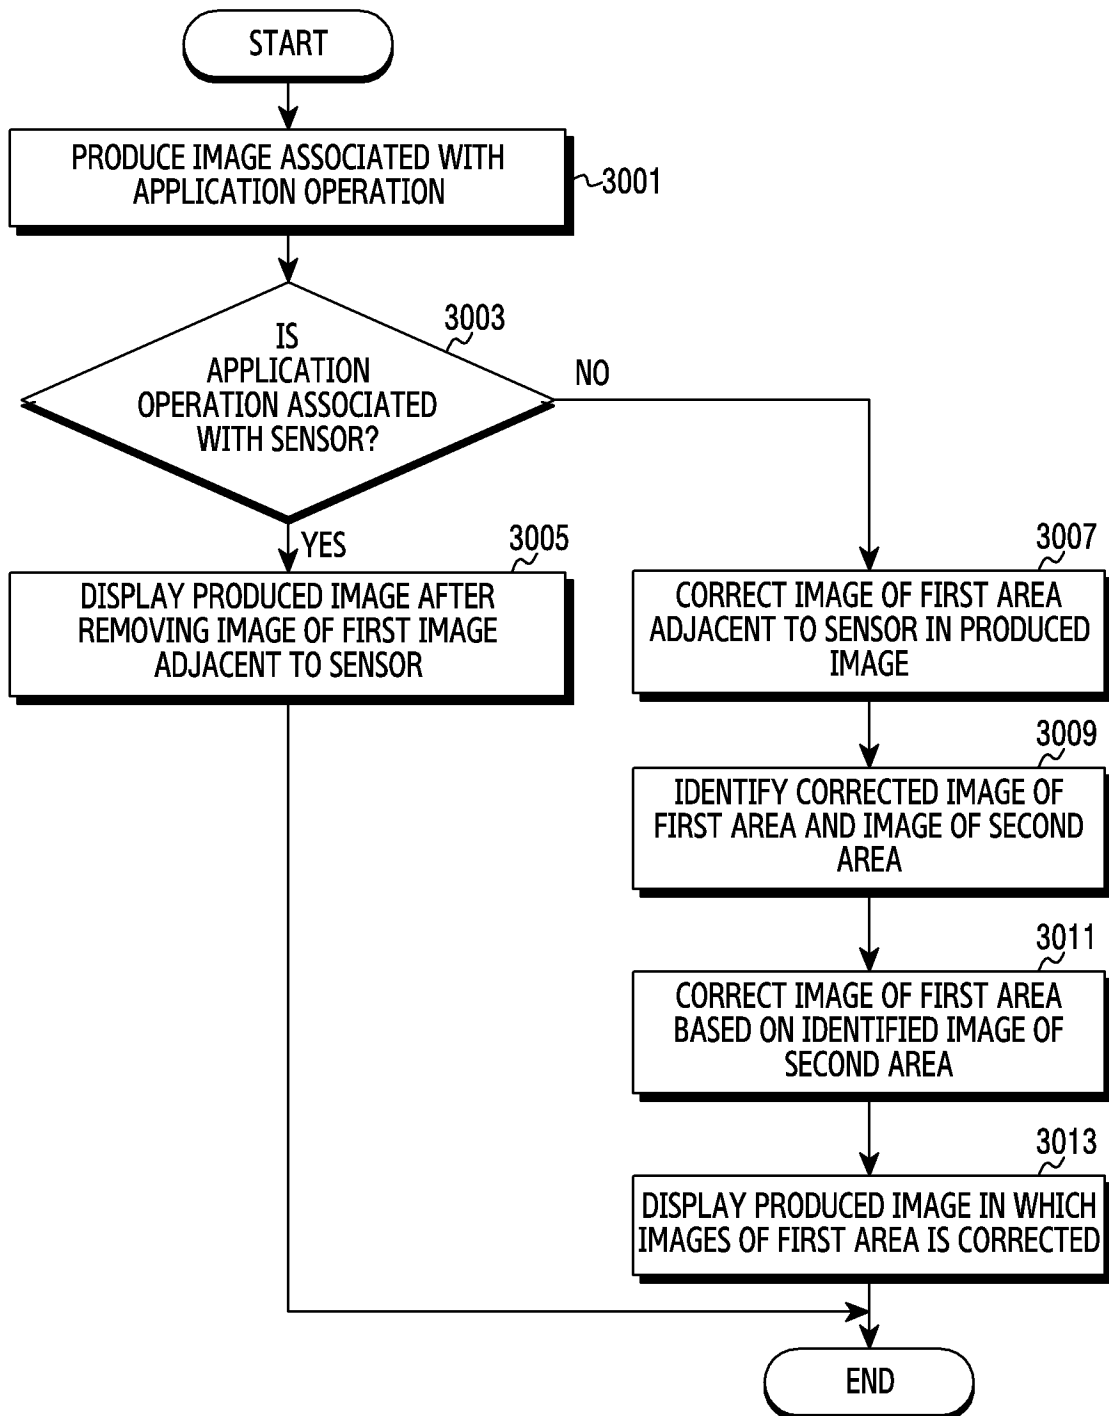 START
PRODUCE IMAGE ASSOCIATED WITH
APPLICATION OPERATION
3001
3003
IS
APPLICATION
OPERATION ASSOCIATED
WITH SENSOR?
NO
YES
3005
DISPLAY PRODUCED IMAGE AFTER
REMOVING IMAGE OF FIRST IMAGE
ADJACENT TO SENSOR
3007
CORRECT IMAGE OF FIRST AREA
ADJACENT TO SENSOR IN PRODUCED
IMAGE
3009
IDENTIFY CORRECTED IMAGE OF
FIRST AREA AND IMAGE OF SECOND
AREA
3011
CORRECT IMAGE OF FIRST AREA
BASED ON IDENTIFIED IMAGE OF
SECOND AREA
3013
DISPLAY PRODUCED IMAGE IN WHICH
IMAGES OF FIRST AREA IS CORRECTED
END